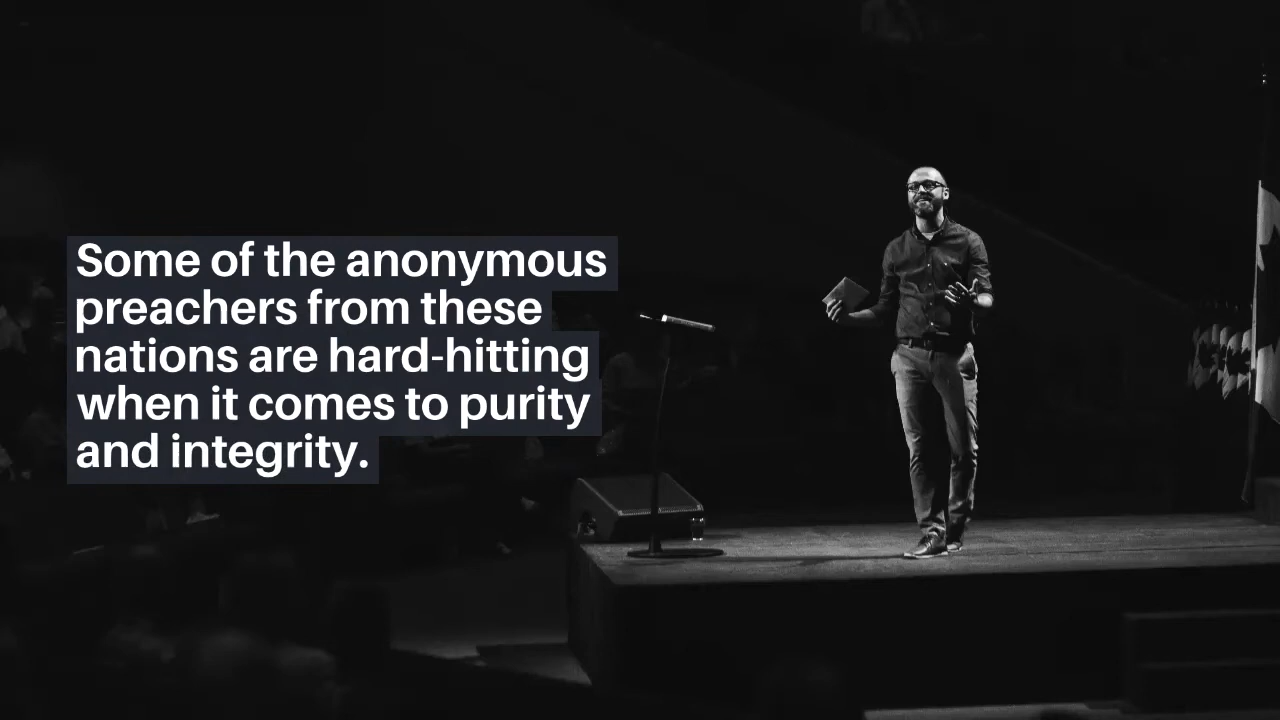 Some of the anonymous
preachers from these
nations are hard-hitting
when it comes to purity
and integrity.